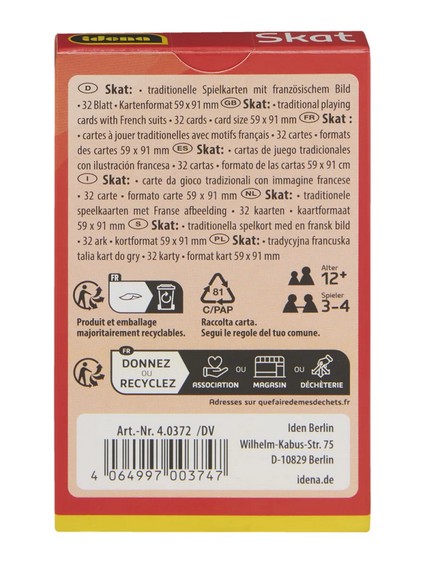 idena Skat
D Skat: • traditionelle Spielkarten mit französischem Bild
• 32 Blatt • Kartenformat 59 x 91 mm GB Skat: • traditional playing
cards with French suits • 32 cards • card size 59 x 91 mm FR Skat :
• cartes à jouer traditionelles avec motifs français • 32 cartes • formats
des cartes 59 x 91 mm ES Skat: • cartas de juego tradicionales
con ilustración francesa • 32 cartas • formato de las cartas 59 x 91 cm
I Skat: • carte da gioco tradizionali con immagine francese
• 32 carte • formato carte 59 x 91 mm NL Skat: • traditionele
speelkarten met Franse afbeelding • 32 kaarten • kaartformaat
59 x 91 mm S Skat: • traditionella spelkort med en fransk bild
• 32 ark • kortformat 59 x 91 mm PL Skat: • tradycyjna francuska
talia kart do gry • 32 karty • format kart 59 x 91 mm
FR
81
C/PAP
Alter
12+
Spieler
3-4
Produit et emballage
majoritairement recyclables.
Raccolta carta.
Segui le regole del tuo comune.
FR
DONNEZ
OU
RECYCLEZ
ASSOCIATION
OU
MAGASIN
OU
DÉCHÈTERIE
Adresses sur quefairedemesdechets.fr
Art.-Nr. 4.0372 /DV
4 064997 003747
Iden Berlin
Wilhelm-Kabus-Str. 75
D-10829 Berlin
idena.de